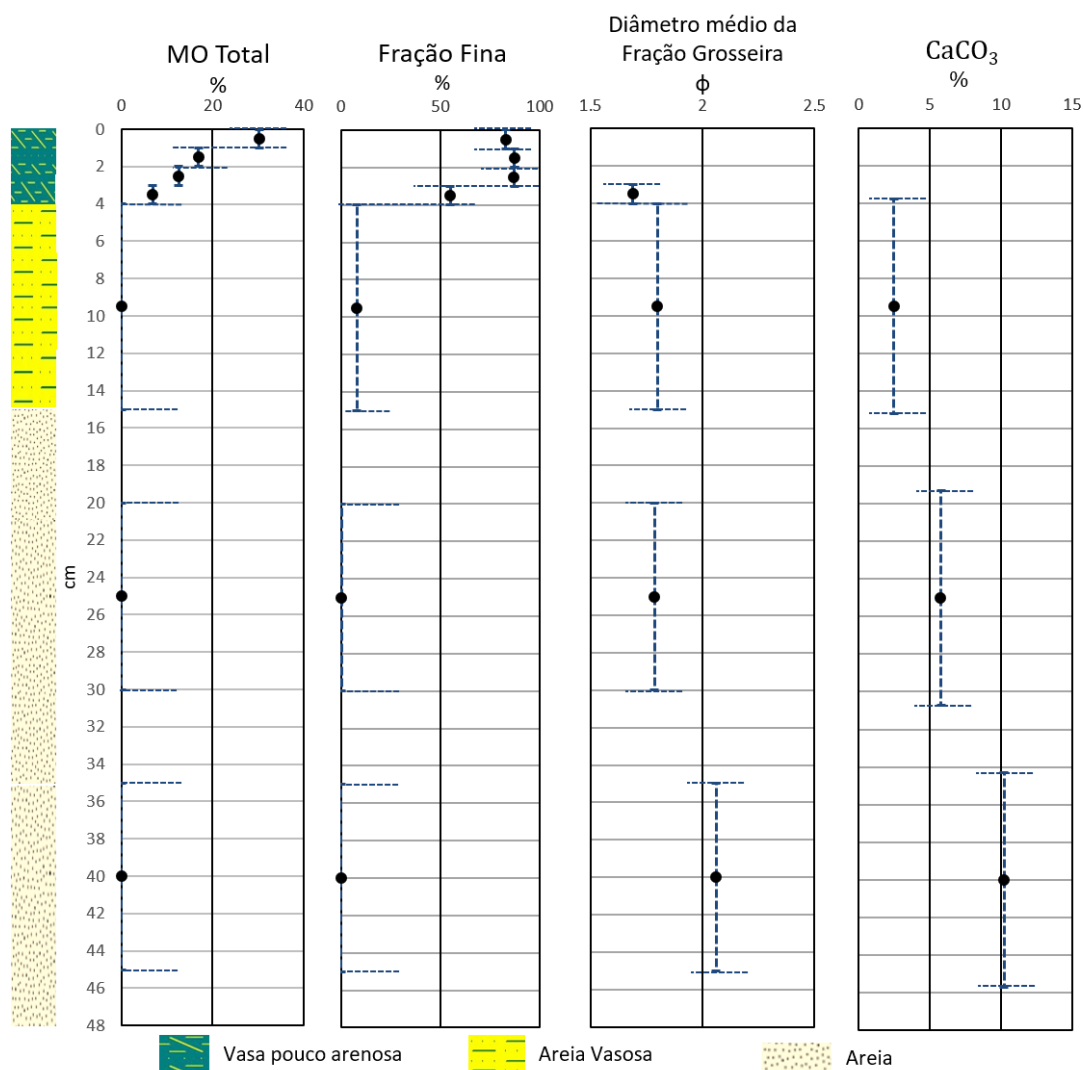 MO Total
%
0 20 40
Fração Fina
%
0 50 100
Diâmetro médio da
Fração Grosseira
ϕ
1.5 2 2.5
CaCO₃
%
0 5 10 15
0
2
4
6
8
10
12
14
16
18
20
22
24
26
28
30
32
34
36
38
40
42
44
46
48
cm
Vasa pouco arenosa
Areia Vasosa
Areia